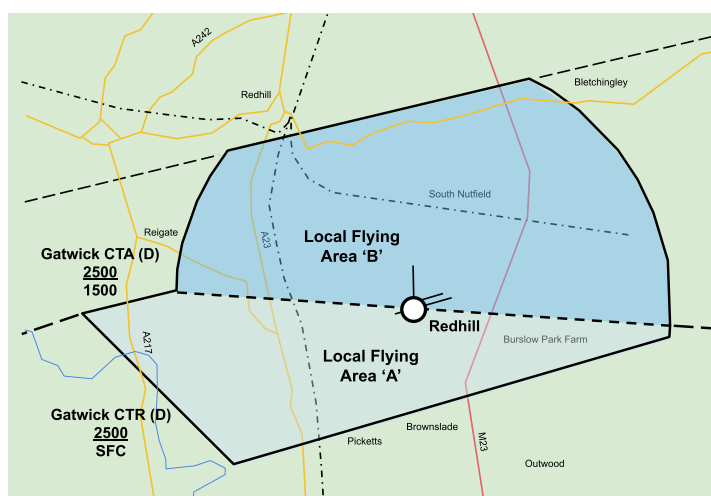 A242
Redhill
Bletchingley
South Nutfield
Reigate
A23
Local Flying
Area ‘B’
Gatwick CTA (D)
2500
1500
Redhill
Burslow Park Farm
A217
Local Flying
Area ‘A’
Gatwick CTR (D)
2500
SFC
Picketts
Brownslade
M23
Outwood